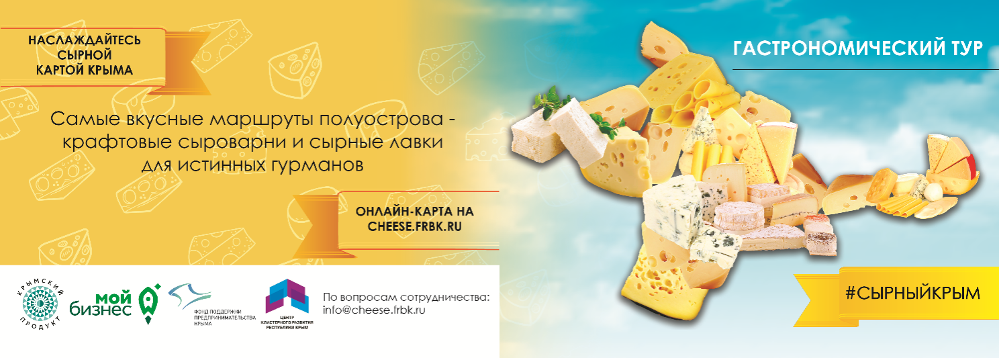 НАСЛАЖДАЙТЕСЬ
СЫРНОЙ
КАРТОЙ КРЫМА
Самые вкусные маршруты полуострова -
крафтовые сыроварни и сырные лавки
для истинных гурманов
ОНЛАЙН-КАРТА НА
CHEESE.FRBK.RU
КРЫМСКИЙ
ПРОДУКТ
МОЙ
бизнес
ФОНД ПОДДЕРЖКИ
ПРЕДПРИНИМАТЕЛЬСТВА
КРЫМА
ЦЕНТР
КЛАСТЕРНОГО РАЗВИТИЯ
РЕСПУБЛИКИ КРЫМ
По вопросам сотрудничества:
info@cheese.frbk.ru
ГАСТРОНОМИЧЕСКИЙ ТУР
#СЫРНЫЙКРЫМ